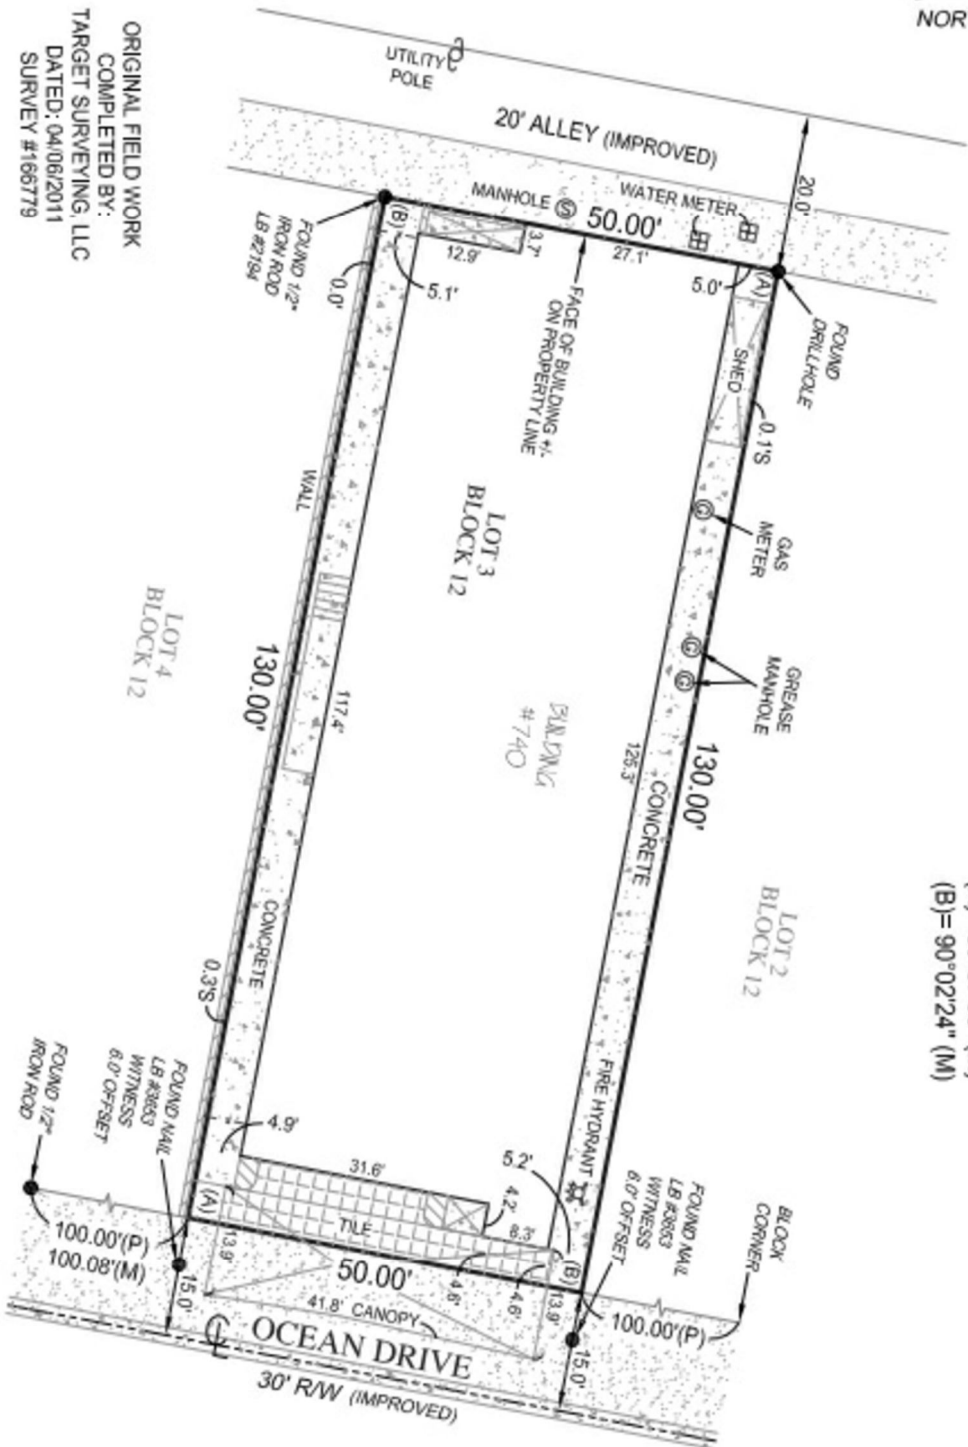 NOR
ORIGINAL FIELD WORK
COMPLETED BY:
TARGET SURVEYING, LLC
DATED: 04/06/2011
SURVEY #166779
UTILITY
POLE
20' ALLEY (IMPROVED)
20.0'
MANHOLE
S
WATER METER
50.00'
(B)
(A)
12.9'
3.7'
27.1'
5.0'
5.1'
0.0'
FOUND 1/2"
IRON ROD
LB #2194
FACE OF BUILDING +/-
ON PROPERTY LINE
FOUND
DRILLHOLE
SHED
0.1'S
G
GAS
METER
G
G
GREASE
MANHOLE
WALL
LOT 3
BLOCK 12
LOT 4
BLOCK 12
130.00'
117.4'
BUILDING
#740
125.3'
130.00'
CONCRETE
LOT 2
BLOCK 12
(B)= 90°02'24" (M)
CONCRETE
0.3'S
FIRE HYDRANT
4.9'
5.2'
31.6'
4.2'
8.3'
TILE
4.6'
4.6'
(A)
(B)
13.9'
13.9'
50.00'
41.8' CANOPY
FOUND 1/2"
IRON ROD
FOUND NAIL
LB #3653
WITNESS
6.0' OFFSET
FOUND NAIL
LB #3653
WITNESS
6.0' OFFSET
BLOCK
CORNER
100.00'(P)
100.08'(M)
15.0'
100.00'(P)
15.0'
OCEAN DRIVE
30' R/W (IMPROVED)